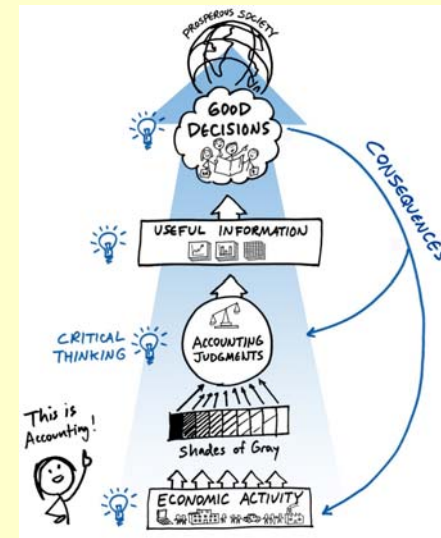 PROSPEROUS SOCIETY
GOOD
DECISIONS
CONSEQUENCES
USEFUL INFORMATION
CRITICAL
THINKING
ACCOUNTING
JUDGMENTS
This is
Accounting!
Shades of Gray
ECONOMIC ACTIVITY